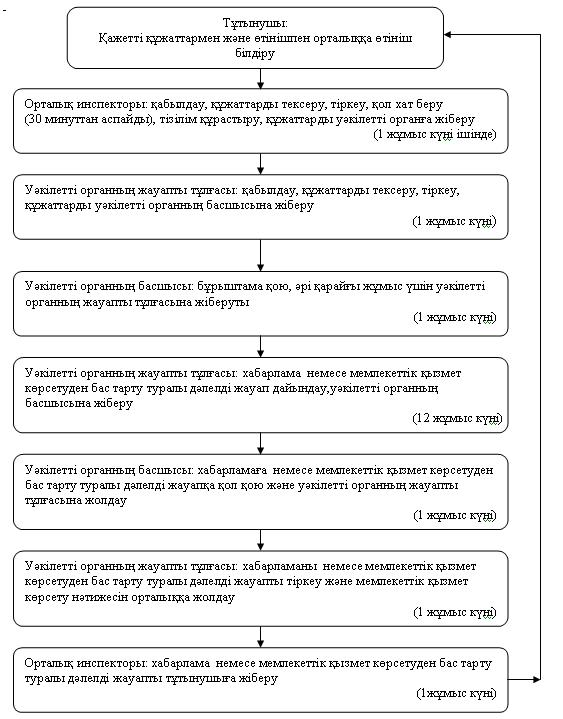 -
Тұтынушы:
Қажетті құжаттармен және өтінішпен орталыққа өтініш
білдіру
Орталық инспекторы: қабылдау, құжаттарды тексеру, тіркеу, қол хат беру
(30 минуттан аспайды), тізілім құрастыру, құжаттарды уәкілетті органға жіберу
(1 жұмыс күңі ішінде)
Уәкілетті органның жауапты тұлғасы: қабылдау, құжаттарды тексеру, тіркеу,
құжаттарды уәкілетті органның басшысына жіберу
(1 жұмыс күңі)
Уәкілетті органның басшысы: бұрыштама қою, әрі қарайғы жұмыс үшін уәкілетті
органның жауапты тұлғасына жіберуты
(1 жұмыс күңі)
Уәкілетті органның жауапты тұлғасы: хабарлама немесе мемлекеттік қызмет
көрсетуден бас тарту туралы дәлелді жауап дайындау,уәкілетті органның
басшысына жіберу
(12 жұмыс күңі)
Уәкілетті органның басшысы: хабарламаға немесе мемлекеттік қызмет көрсетуден
бас тарту туралы дәлелді жауапқа қол қою және уәкілетті органның жауапты
тұлғасына жолдау
(1 жұмыс күңі)
Уәкілетті органның жауапты тұлғасы: хабарламаны немесе мемлекеттік қызмет
көрсетуден бас тарту туралы дәлелді жауапты тіркеу және мемлекеттік қызмет
көрсету нәтижесін орталыққа жолдау
(1 жұмыс күңі)
Орталық инспекторы: хабарлама немесе мемлекеттік қызмет көрсетуден бас тарту
туралы дәлелді жауапты тұтынушыға жіберу
(1жұмыс күңі)